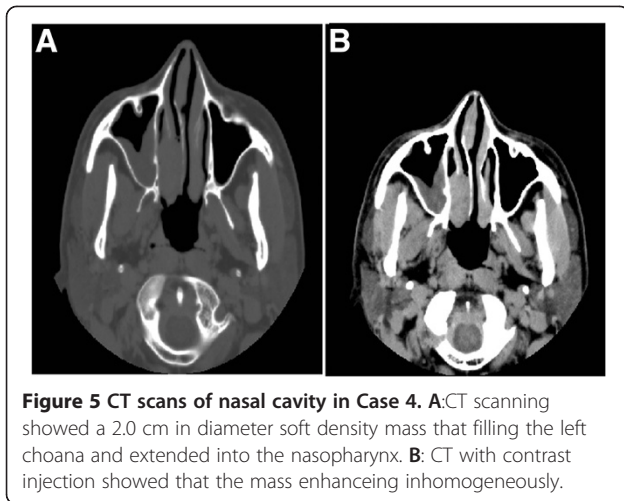 A
B
Figure 5 CT scans of nasal cavity in Case 4. A:CT scanning
showed a 2.0 cm in diameter soft density mass that filling the left
choana and extended into the nasopharynx. B: CT with contrast
injection showed that the mass enhanceing inhomogeneously.